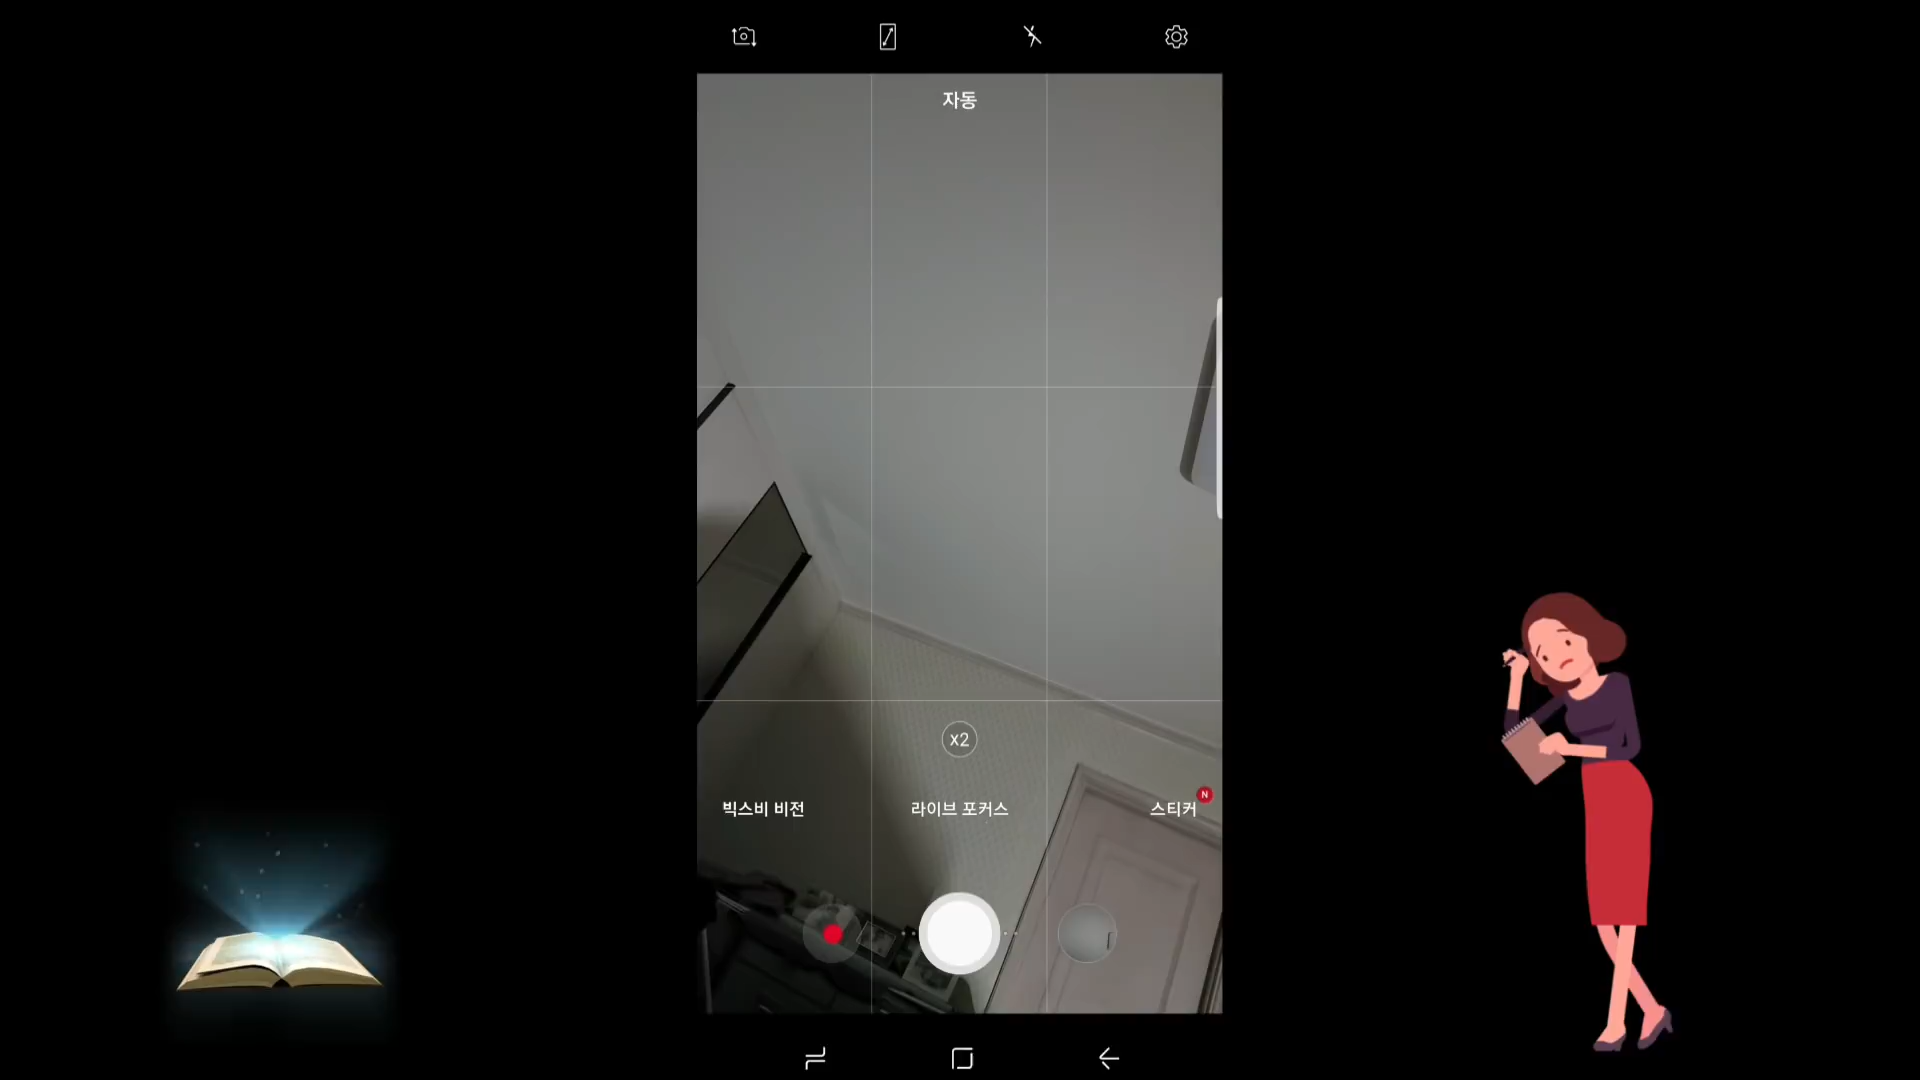 자동
X2
빅스비 비전
라이브 포커스
스티커
N